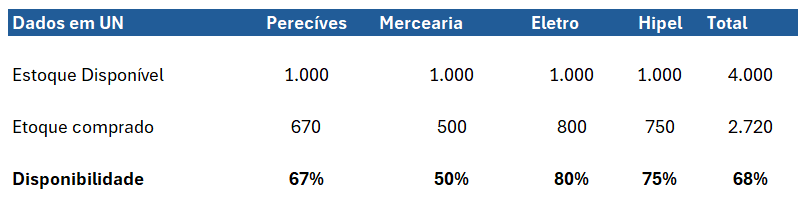 Dados em UN Perecíves Mercearia Eletro Hipel Total
Estoque Disponível 1.000 1.000 1.000 1.000 4.000
Etoque comprado 670 500 800 750 2.720
Disponibilidade 67% 50% 80% 75% 68%